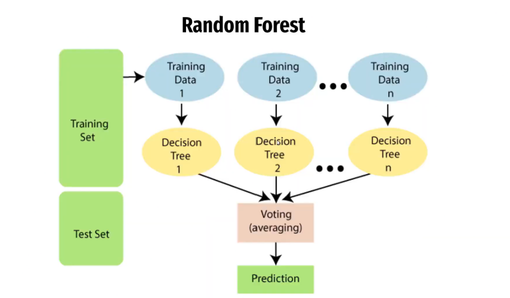 Random Forest
Training
Set
Training
Data
1
Training
Data
2
Training
Data
n
Decision
Tree
1
Decision
Tree
2
Decision
Tree
n
Test Set
Voting
(averaging)
Prediction